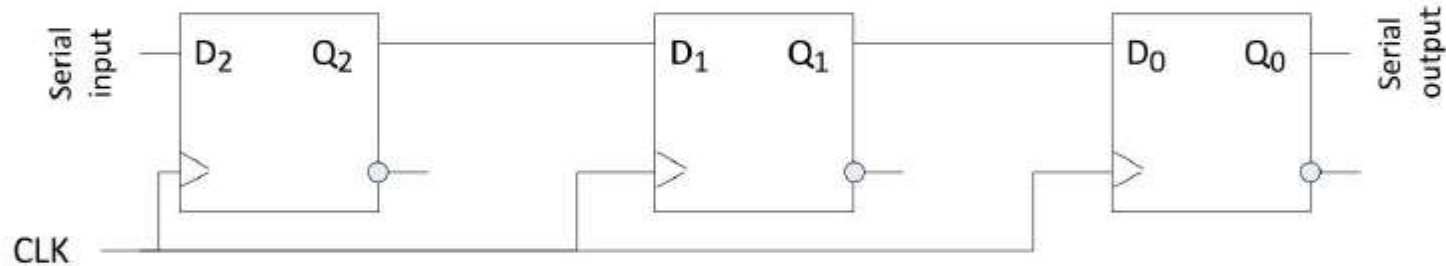 Serial
input
D₂ Q₂
D₁ Q₁
D₀ Q₀
Serial
output
CLK